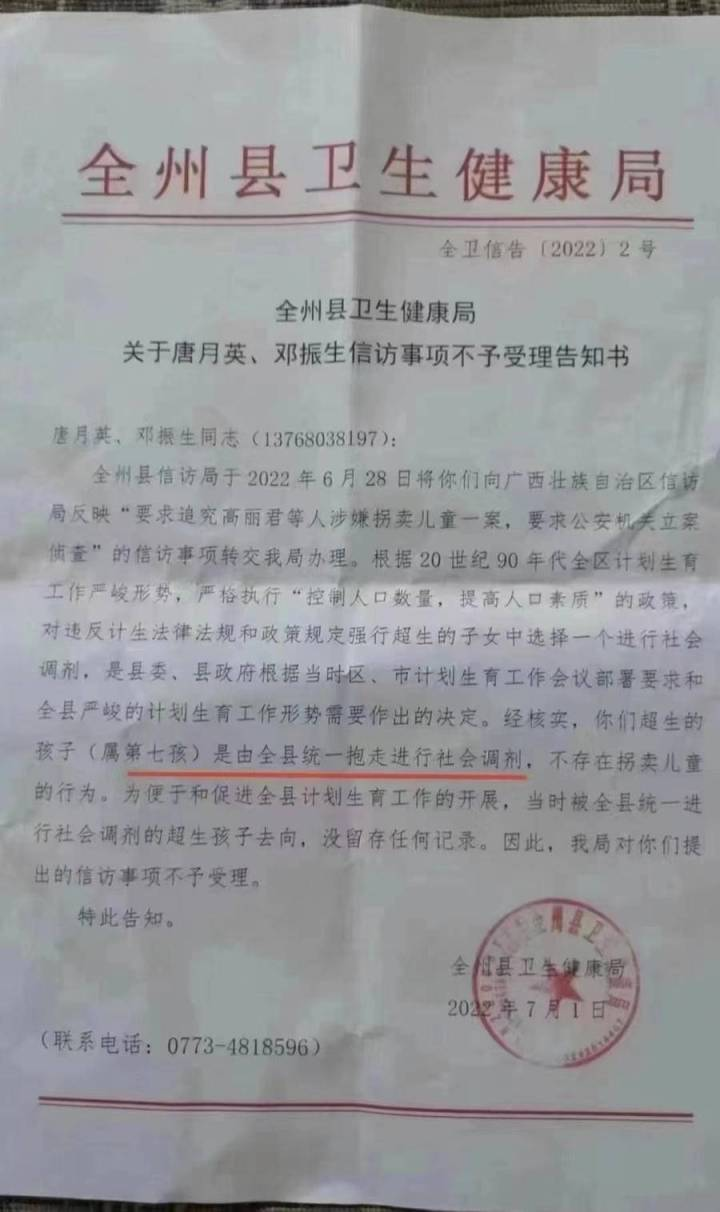 全州县卫生健康局
全卫信告〔2022〕2号
全州县卫生健康局
关于唐月英、邓振生信访事项不予受理告知书
唐月英、邓振生同志（13768038197）：
全州县信访局于2022年6月28日将你们向广西壮族自治区信访
局反映“要求追究高丽君等人涉嫌拐卖儿童一案，要求公安机关立案
侦查”的信访事项转交我局办理。根据20世纪90年代全区计划生育
工作严峻形势，严格执行“控制人口数量，提高人口素质”的政策，
对违反计生法律法规和政策规定强行超生的子女中选择一个进行社会
调剂，是县委、县政府根据当时区、市计划生育工作会议部署要求和
全县严峻的计划生育工作形势需要作出的决定。经核实，你们超生的
孩子（属第七孩）是由全县统一抱走进行社会调剂，不存在拐卖儿童
的行为。为便于和促进全县计划生育工作的开展，当时被全县统一进
行社会调剂的超生孩子去向，没留存任何记录。因此，我局对你们提
出的信访事项不予受理。
特此告知。
全州县卫生健康局
2022年7月1日
（联系电话：0773-4818596）